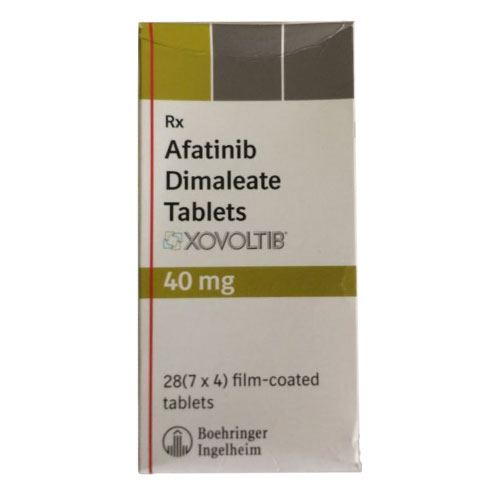 Rx
Afatinib
Dimaleate
Tablets
XOVOLTIB®
40 mg
28(7 x 4) film-coated
tablets
Boehringer
Ingelheim